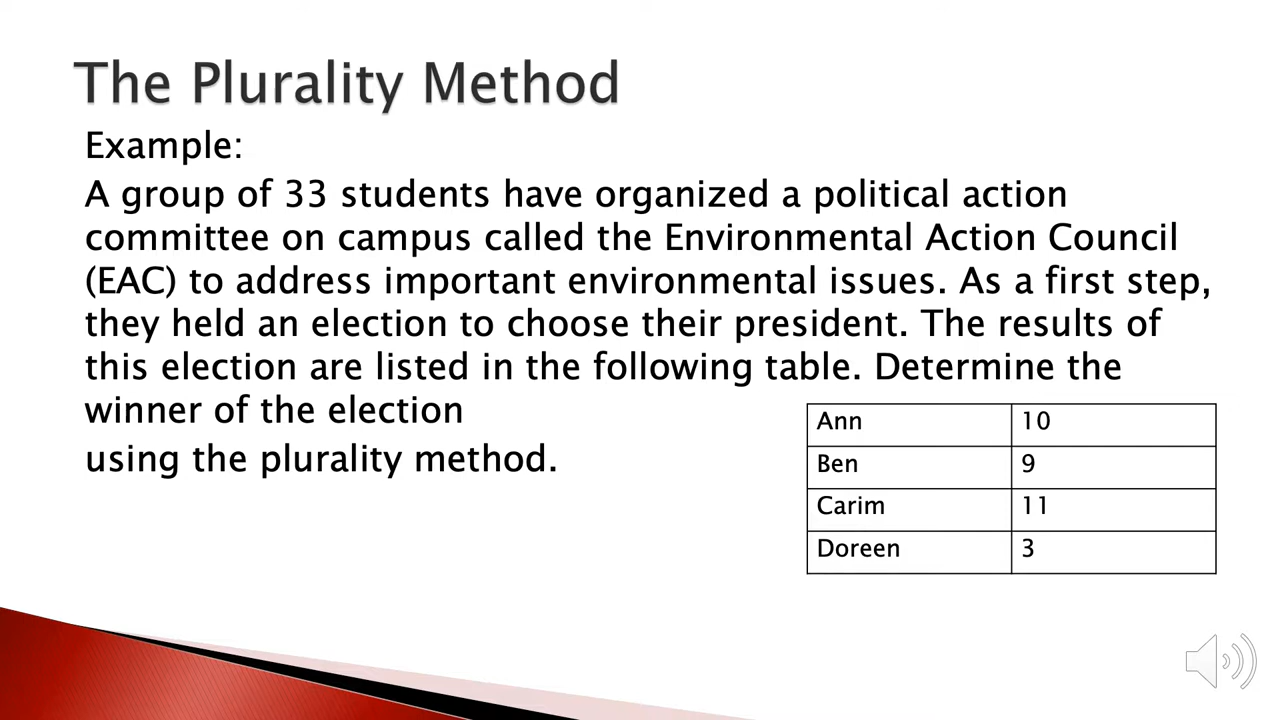 The Plurality Method
Example:
A group of 33 students have organized a political action
committee on campus called the Environmental Action Council
(EAC) to address important environmental issues. As a first step,
they held an election to choose their president. The results of
this election are listed in the following table. Determine the
winner of the election
using the plurality method.
Ann 10
Ben 9
Carim 11
Doreen 3